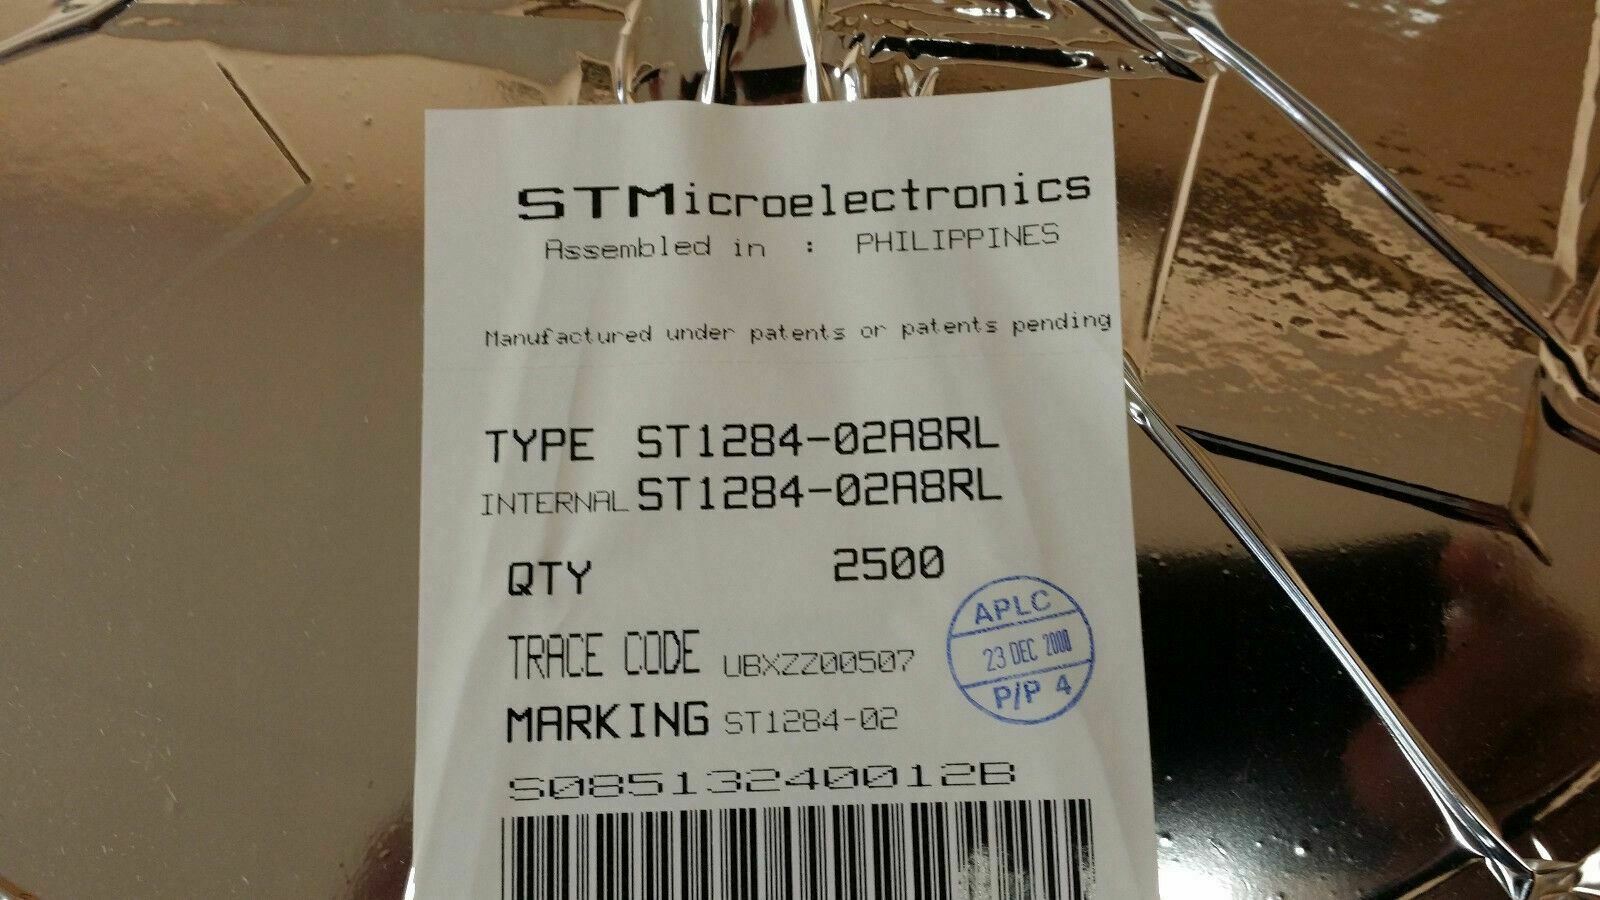 STMicroelectronics
Assembled in : PHILIPPINES
Manufactured under patents or patents pending
TYPE ST1284-02A8RL
INTERNAL ST1284-02A8RL
QTY 2500
TRACE CODE UBXZZ00507
MARKING ST1284-02
APLC
23 DEC 2000
P/P 4
S08513240012B